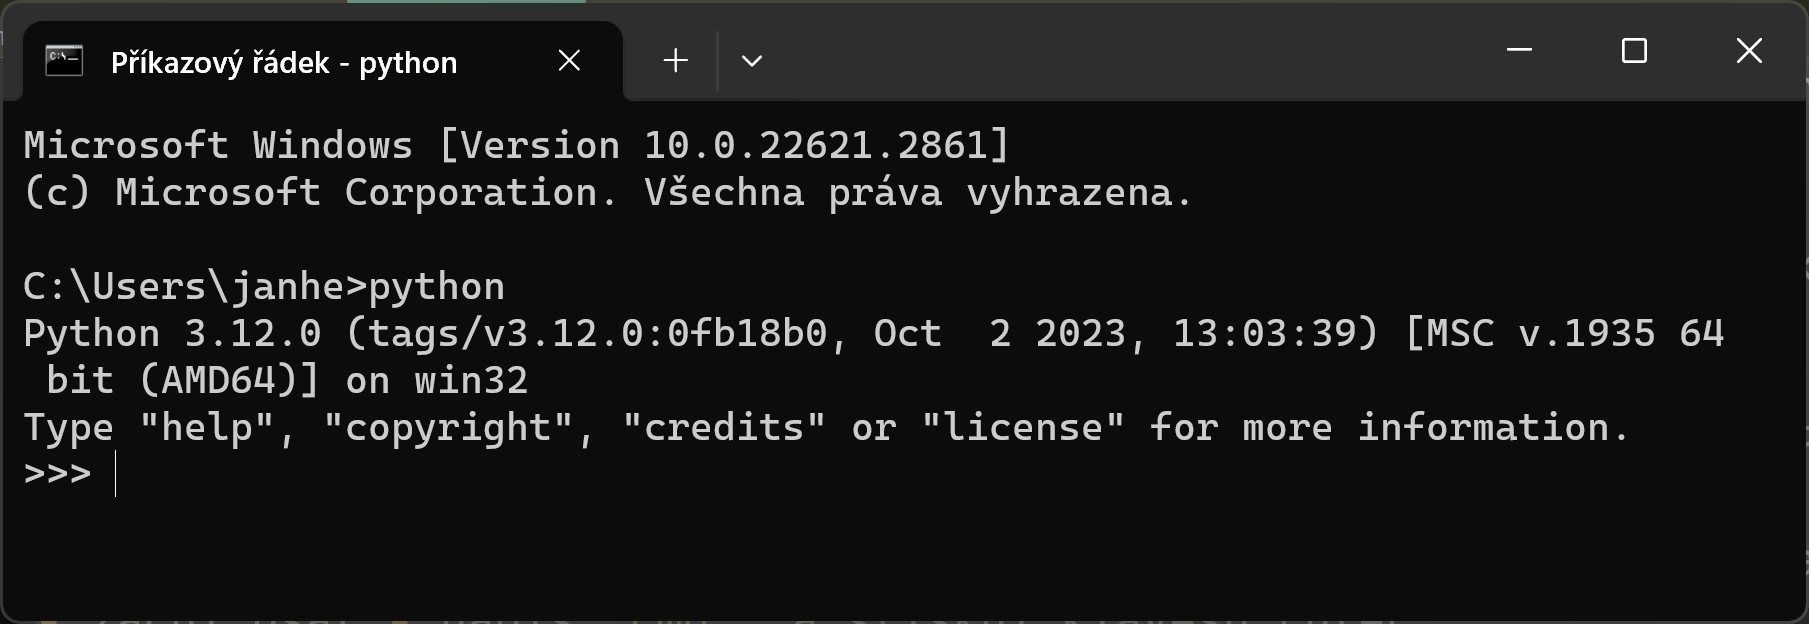 Příkazový řádek - python
Microsoft Windows [Version 10.0.22621.2861]
(c) Microsoft Corporation. Všechna práva vyhrazena.
C:\Users\janhe>python
Python 3.12.0 (tags/v3.12.0:0fb18b0, Oct  2 2023, 13:03:39) [MSC v.1935 64
 bit (AMD64)] on win32
Type "help", "copyright", "credits" or "license" for more information.
>>>